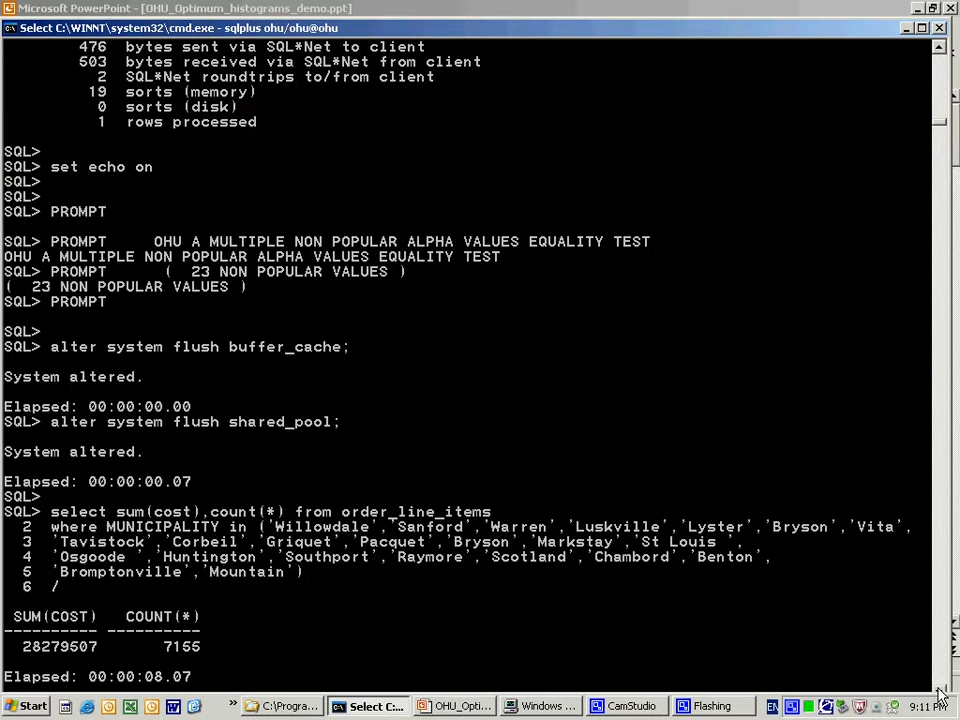 Microsoft PowerPoint - [OHU_Optimum_histograms_demo.ppt]
Select C:\WINNT\system32\cmd.exe - sqlplus ohu/ohu@ohu
476 bytes sent via SQL*Net to client
503 bytes received via SQL*Net from client
2 SQL*Net roundtrips to/from client
19 sorts (memory)
0 sorts (disk)
1 rows processed
SQL>
SQL> set echo on
SQL>
SQL>
SQL> PROMPT
SQL> PROMPT OHU A MULTIPLE NON POPULAR ALPHA VALUES EQUALITY TEST
OHU A MULTIPLE NON POPULAR ALPHA VALUES EQUALITY TEST
SQL> PROMPT ( 23 NON POPULAR VALUES )
( 23 NON POPULAR VALUES )
SQL> PROMPT
SQL>
SQL> alter system flush buffer_cache;
System altered.
Elapsed: 00:00:00.00
SQL> alter system flush shared_pool;
System altered.
Elapsed: 00:00:00.07
SQL>
SQL> select sum(cost),count(*) from order_line_items
2 where MUNICIPALITY in ('Willowdale','Sanford','Warren','Luskville','Lyster','Bryson','Vita',
3 'Tavistock','Corbeil','Griquet','Pacquet','Bryson','Markstay','St Louis ',
4 'Osgoode ','Huntington','Southport','Raymore','Scotland','Chambord','Benton',
5 'Bromptonville','Mountain')
6 /
SUM(COST) COUNT(*)
---------- ----------
28279507 7155
Elapsed: 00:00:08.07
Start » C:\Progra... Select C:... OHU_Opti... Windows ... CamStudio Flashing EN 9:11 PM